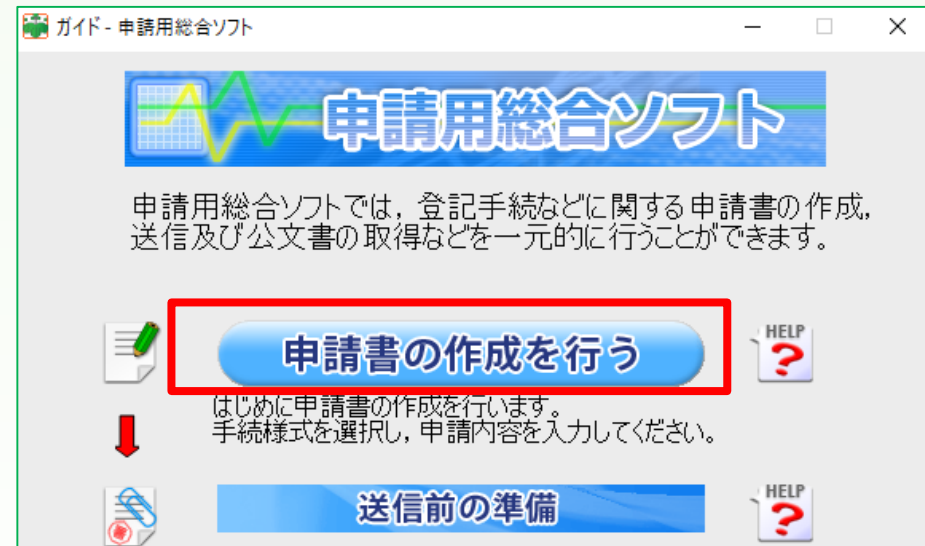 ガイド - 申請用総合ソフト
申請用総合ソフト
申請用総合ソフトでは，登記手続などに関する申請書の作成，
送信及び公文書の取得などを一元的に行うことができます。
申請書の作成を行う
HELP
?
はじめに申請書の作成を行います。
手続様式を選択し，申請内容を入力してください。
送信前の準備
HELP
?